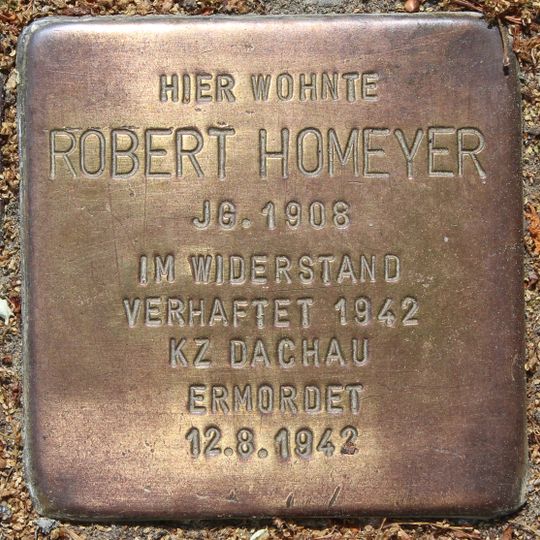 HIER WOHNTE
ROBERT HOMEYER
JG. 1908
IM WIDERSTAND
VERHAFTET 1942
KZ DACHAU
ERMORDET
12.8.1942